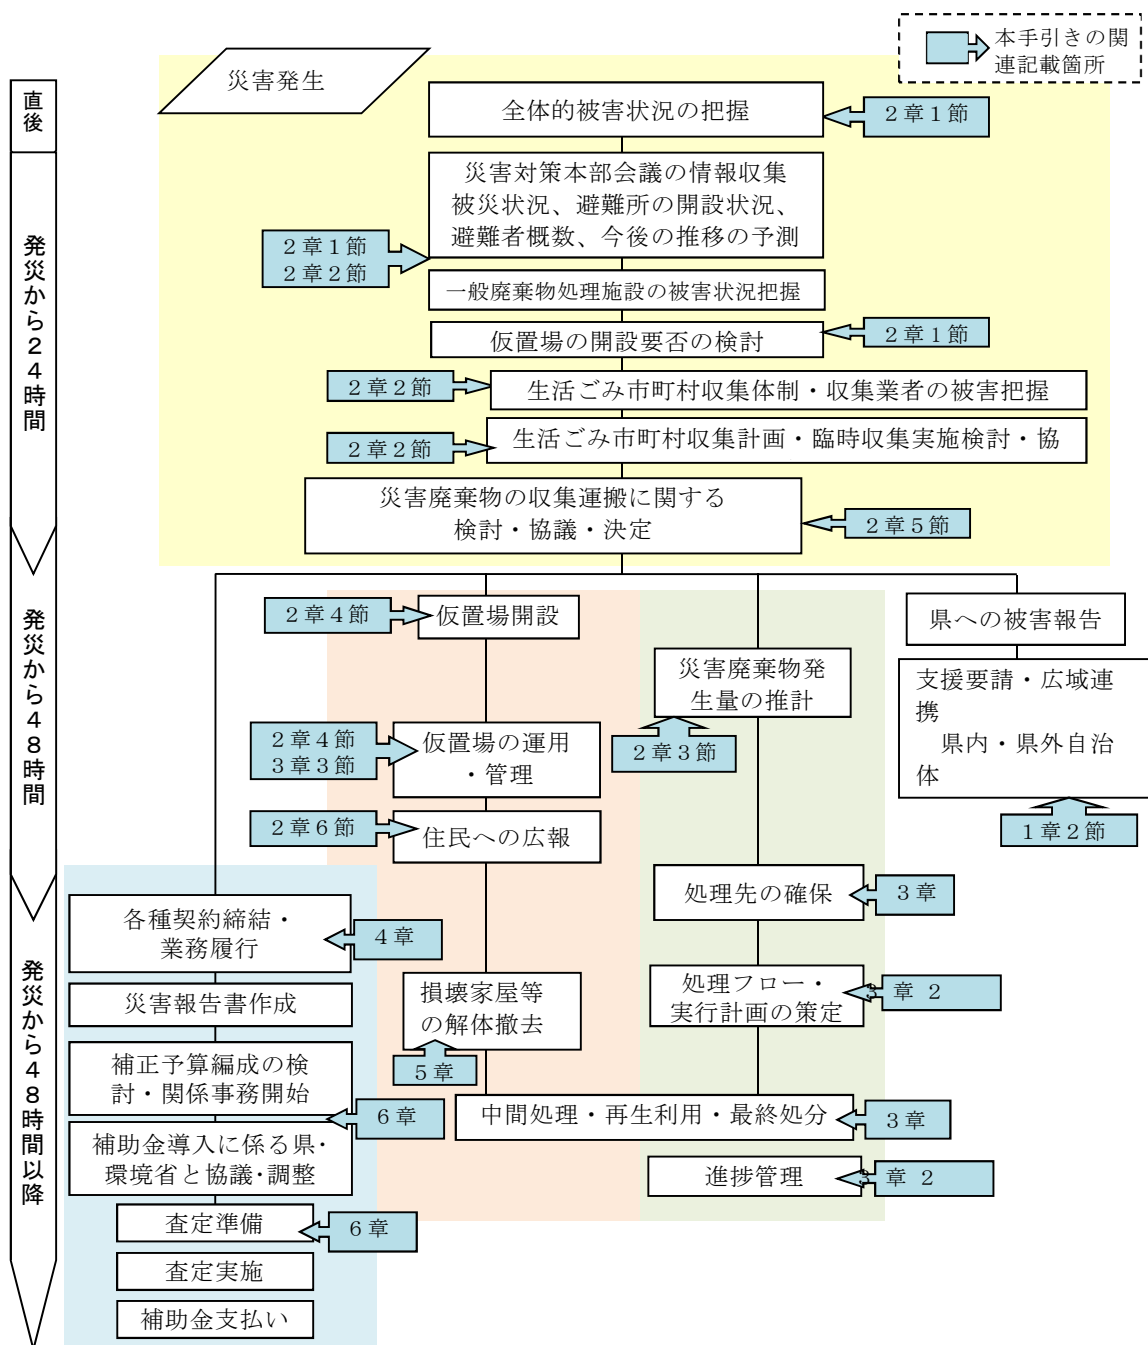 本手引きの関
連記載箇所
災害発生
直後
全体的被害状況の把握
2章1節
発災から24時間
災害対策本部会議の情報収集
被災状況、避難所の開設状況、
避難者概数、今後の推移の予測
2章1節
2章2節
一般廃棄物処理施設の被害状況把握
仮置場の開設要否の検討
2章1節
2章2節
生活ごみ市町村収集体制・収集業者の被害把握
2章2節
生活ごみ市町村収集計画・臨時収集実施検討・協
災害廃棄物の収集運搬に関する
検討・協議・決定
2章5節
発災から48時間
2章4節
仮置場開設
県への被害報告
災害廃棄物発
生量の推計
2章3節
支援要請・広域連
携
県内・県外自治
体
1章2節
2章4節
3章3節
仮置場の運用
・管理
2章6節
住民への広報
発災から48時間以降
処理先の確保
3章
各種契約締結・
業務履行
4章
災害報告書作成
損壊家屋等
の解体撤去
5章
処理フロー・
実行計画の策定
章 2
補正予算編成の検
討・関係事務開始
6章
中間処理・再生利用・最終処分
3章
補助金導入に係る県・
環境省と協議・調整
進捗管理
章 2
査定準備
6章
査定実施
補助金支払い